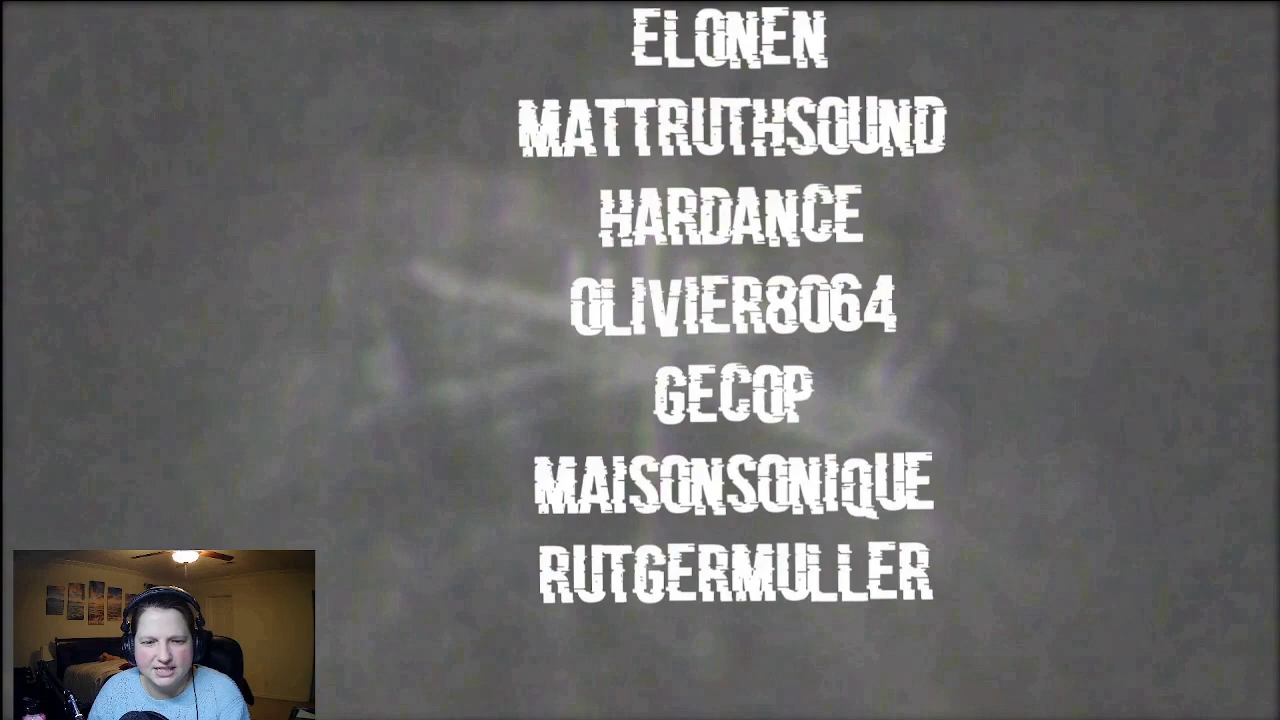 ELONEN
MATTRUTHSOUND
HARDANCE
OLIVIER8064
GECOP
MAISONSONIQUE
RUTGERMULLER